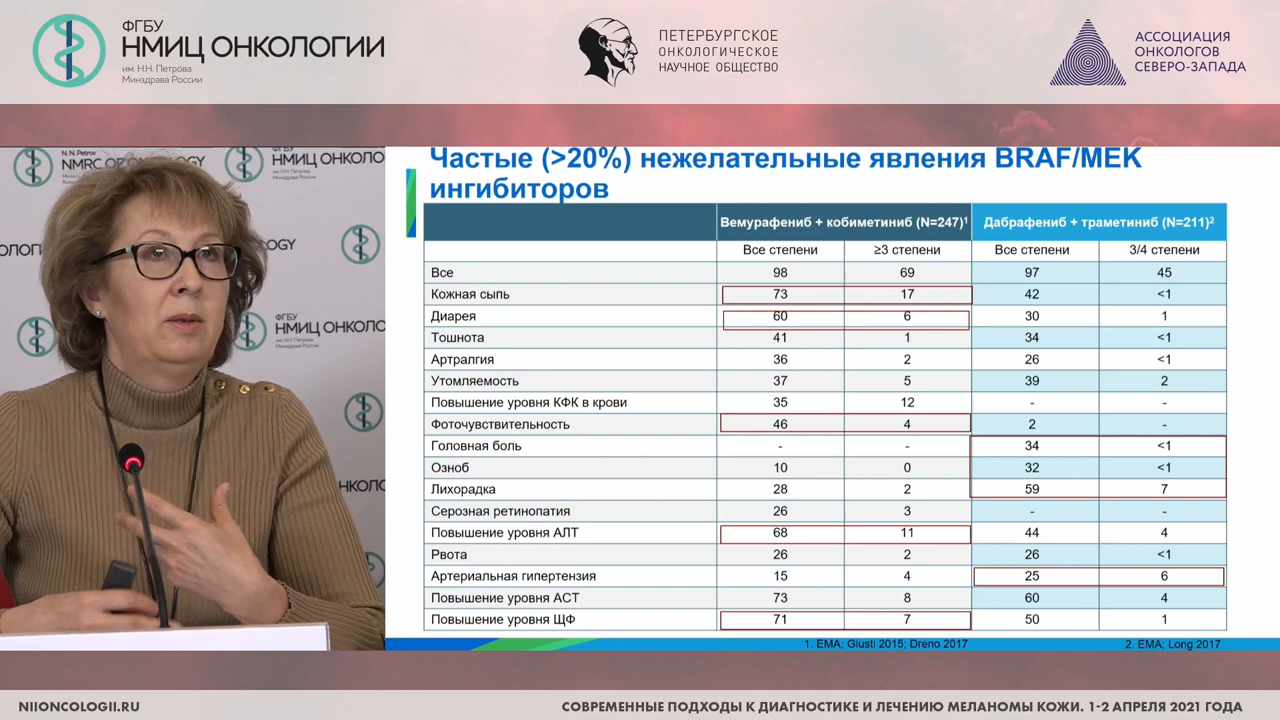 ФГБУ
НМИЦ ОНКОЛОГИИ
им. Н.Н. Петрова
Минздрава России
ПЕТЕРБУРГСКОЕ
ОНКОЛОГИЧЕСКОЕ
НАУЧНОЕ ОБЩЕСТВО
АССОЦИАЦИЯ
ОНКОЛОГОВ
СЕВЕРО-ЗАПАДА
N.N. Petrov
НМИЦ ОНКОЛО
НМИЦ ОНКОЛО
Частые (>20%) нежелательные явления BRAF/MEK
ингибиторов
Вемурафениб + кобиметиниб (N=247)¹ Дабрафениб + траметиниб (N=211)²
Все степени ≥3 степени Все степени 3/4 степени
Все 98 69 97 45
Кожная сыпь 73 17 42 <1
Диарея 60 6 30 1
Тошнота 41 1 34 <1
Артралгия 36 2 26 <1
Утомляемость 37 5 39 2
Повышение уровня КФК в крови 35 12 - -
Фоточувствительность 46 4 2 -
Головная боль - - 34 <1
Озноб 10 0 32 <1
Лихорадка 28 2 59 7
Серозная ретинопатия 26 3 - -
Повышение уровня АЛТ 68 11 44 4
Рвота 26 2 26 <1
Артериальная гипертензия 15 4 25 6
Повышение уровня АСТ 73 8 60 4
Повышение уровня ЩФ 71 7 50 1
1. EMA; Giusti 2015; Dreno 2017 2. EMA; Long 2017
NIIONCOLOGII.RU
СОВРЕМЕННЫЕ ПОДХОДЫ К ДИАГНОСТИКЕ И ЛЕЧЕНИЮ МЕЛАНОМЫ КОЖИ. 1-2 АПРЕЛЯ 2021 ГОДА